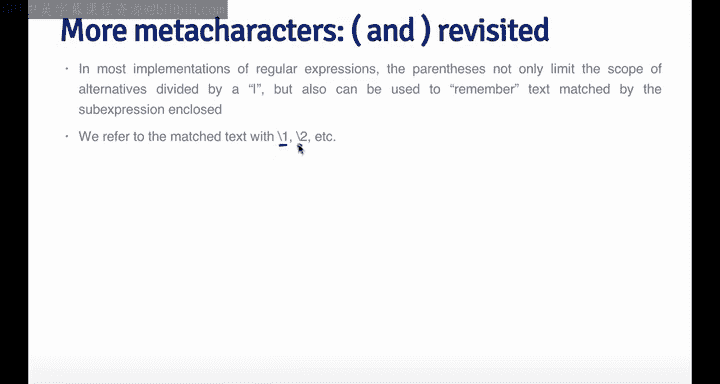 More metacharacters: ( and ) revisited
· In most implementations of regular expressions, the parentheses not only limit the scope of
alternatives divided by a “|”, but also can be used to “remember” text matched by the
subexpression enclosed
· We refer to the matched text with \1, \2, etc.